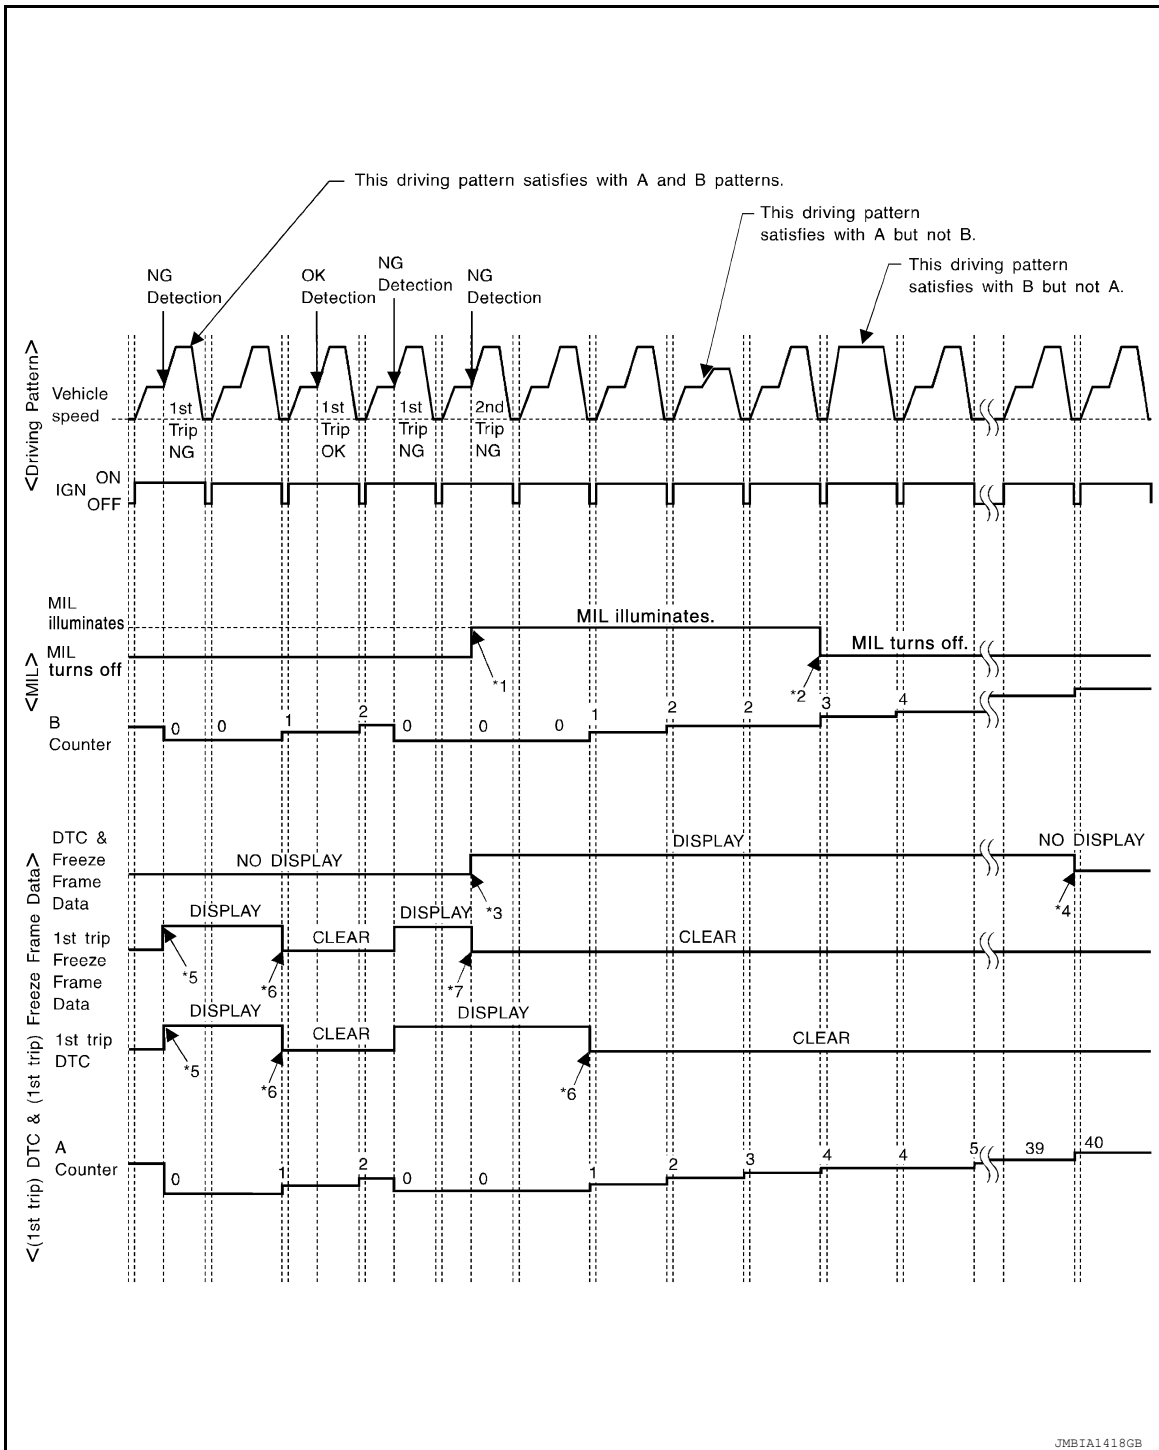 This driving pattern satisfies with A and B patterns.
This driving pattern
satisfies with A but not B.
This driving pattern
satisfies with B but not A.
NG
Detection
OK
Detection
NG
Detection
NG
Detection
<Driving Pattern>
Vehicle
speed
1st
Trip
NG
1st
Trip
OK
1st
Trip
NG
2nd
Trip
NG
IGN
ON
OFF
<MIL>
MIL
illuminates
MIL illuminates.
MIL
turns off
MIL turns off.
*1
*2
B
Counter
0 0 1 2 0 0 0 1 2 2 3 4
<(1st trip) DTC & (1st trip) Freeze Frame Data>
DTC &
Freeze
Frame
Data
NO DISPLAY
DISPLAY
NO DISPLAY
*3
*4
1st trip
Freeze
Frame
Data
DISPLAY
CLEAR
DISPLAY
CLEAR
*5
*6
*7
1st trip
DTC
DISPLAY
CLEAR
DISPLAY
CLEAR
*5
*6
*6
A
Counter
0 1 2 0 0 1 2 3 4 4 5 39 40
JMBIA1418GB